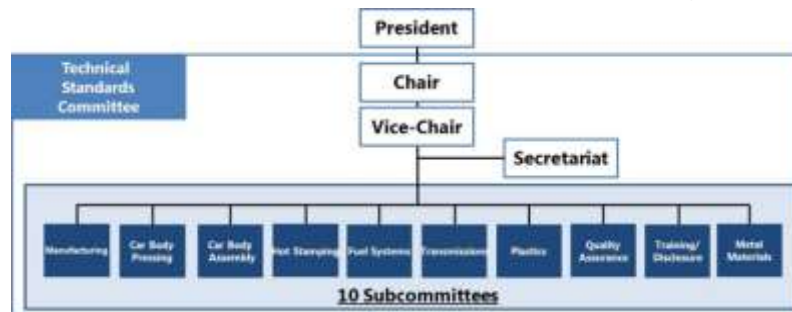 President
Technical
Standards
Committee
Chair
Vice-Chair
Secretariat
Manufacturing
Car Body
Pressing
Car Body
Assembly
Hot Stamping
Fuel Systems
Transmissions
Plastics
Quality
Assurance
Training/
Disclosure
Metal
Materials
10 Subcommittees